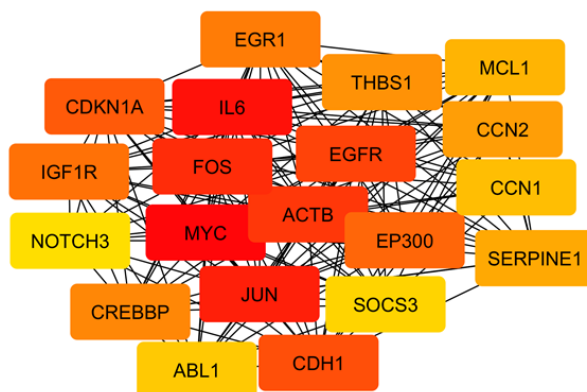 EGR1
MCL1
THBS1
CDKN1A
IL6
CCN2
FOS
EGFR
IGF1R
CCN1
ACTB
NOTCH3
MYC
EP300
SERPINE1
JUN
SOCS3
CREBBP
CDH1
ABL1